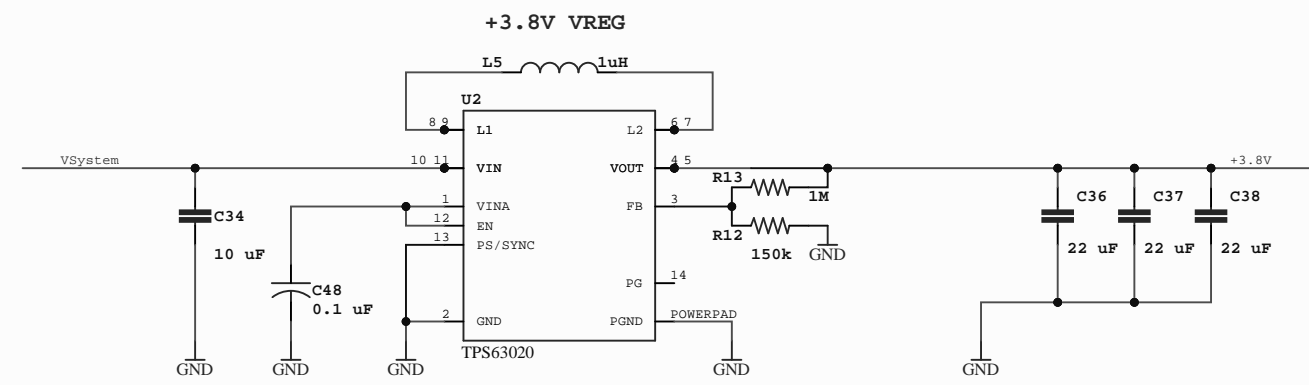 +3.8V VREG
L5 1uH
U2
8 9 L1 L2 6 7
VSystem 10 11 VIN VOUT 4 5 +3.8V
R13 1M
C34 1 VINA FB 3 C36 C37 C38
12 EN R12
13 PS/SYNC
10 uF 150k GND 22 uF 22 uF 22 uF
PG 14
C48
0.1 uF 2 GND PGND POWERPAD
TPS63020
GND GND GND GND GND